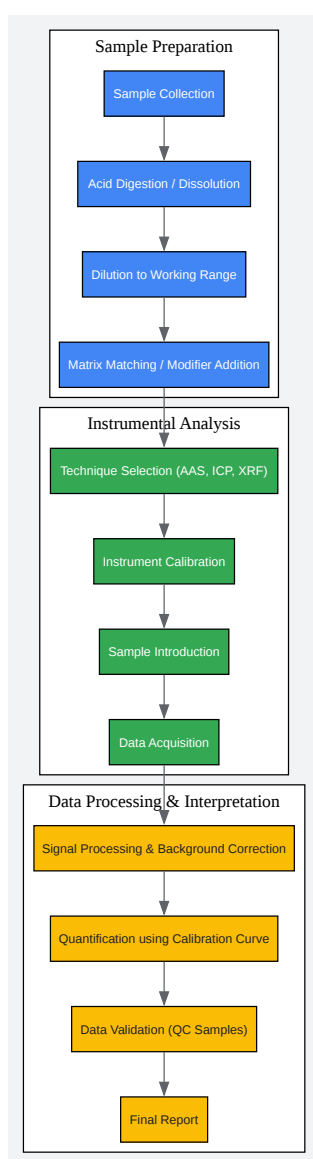 Sample Preparation
Sample Collection
Acid Digestion / Dissolution
Dilution to Working Range
Matrix Matching / Modifier Addition
Instrumental Analysis
Technique Selection (AAS, ICP, XRF)
Instrument Calibration
Sample Introduction
Data Acquisition
Data Processing & Interpretation
Signal Processing & Background Correction
Quantification using Calibration Curve
Data Validation (QC Samples)
Final Report